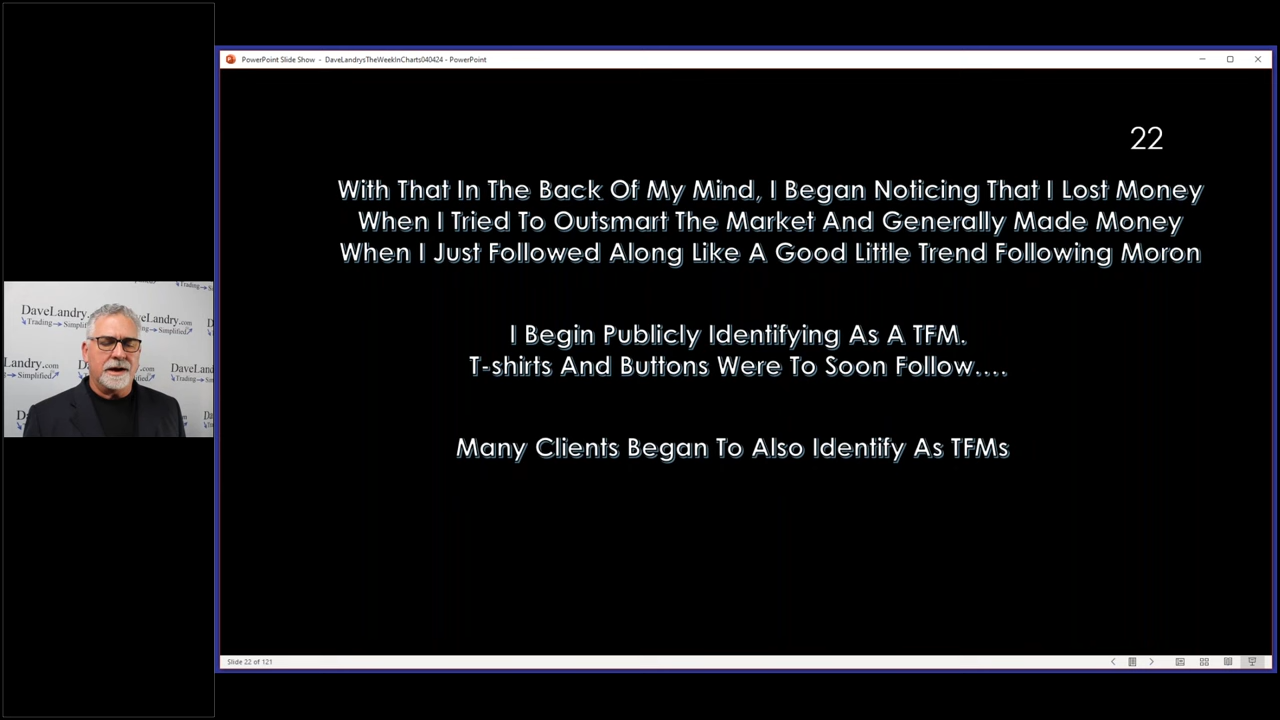 PowerPoint Slide Show - DaveLandrysTheWeekInCharts040424 - PowerPoint
22
With That In The Back Of My Mind, I Began Noticing That I Lost Money
When I Tried To Outsmart The Market And Generally Made Money
When I Just Followed Along Like A Good Little Trend Following Moron
I Begin Publicly Identifying As A TFM.
T-shirts And Buttons Were To Soon Follow....
Many Clients Began To Also Identify As TFMs
DaveLandry.com
Trading Simplified
Slide 22 of 121